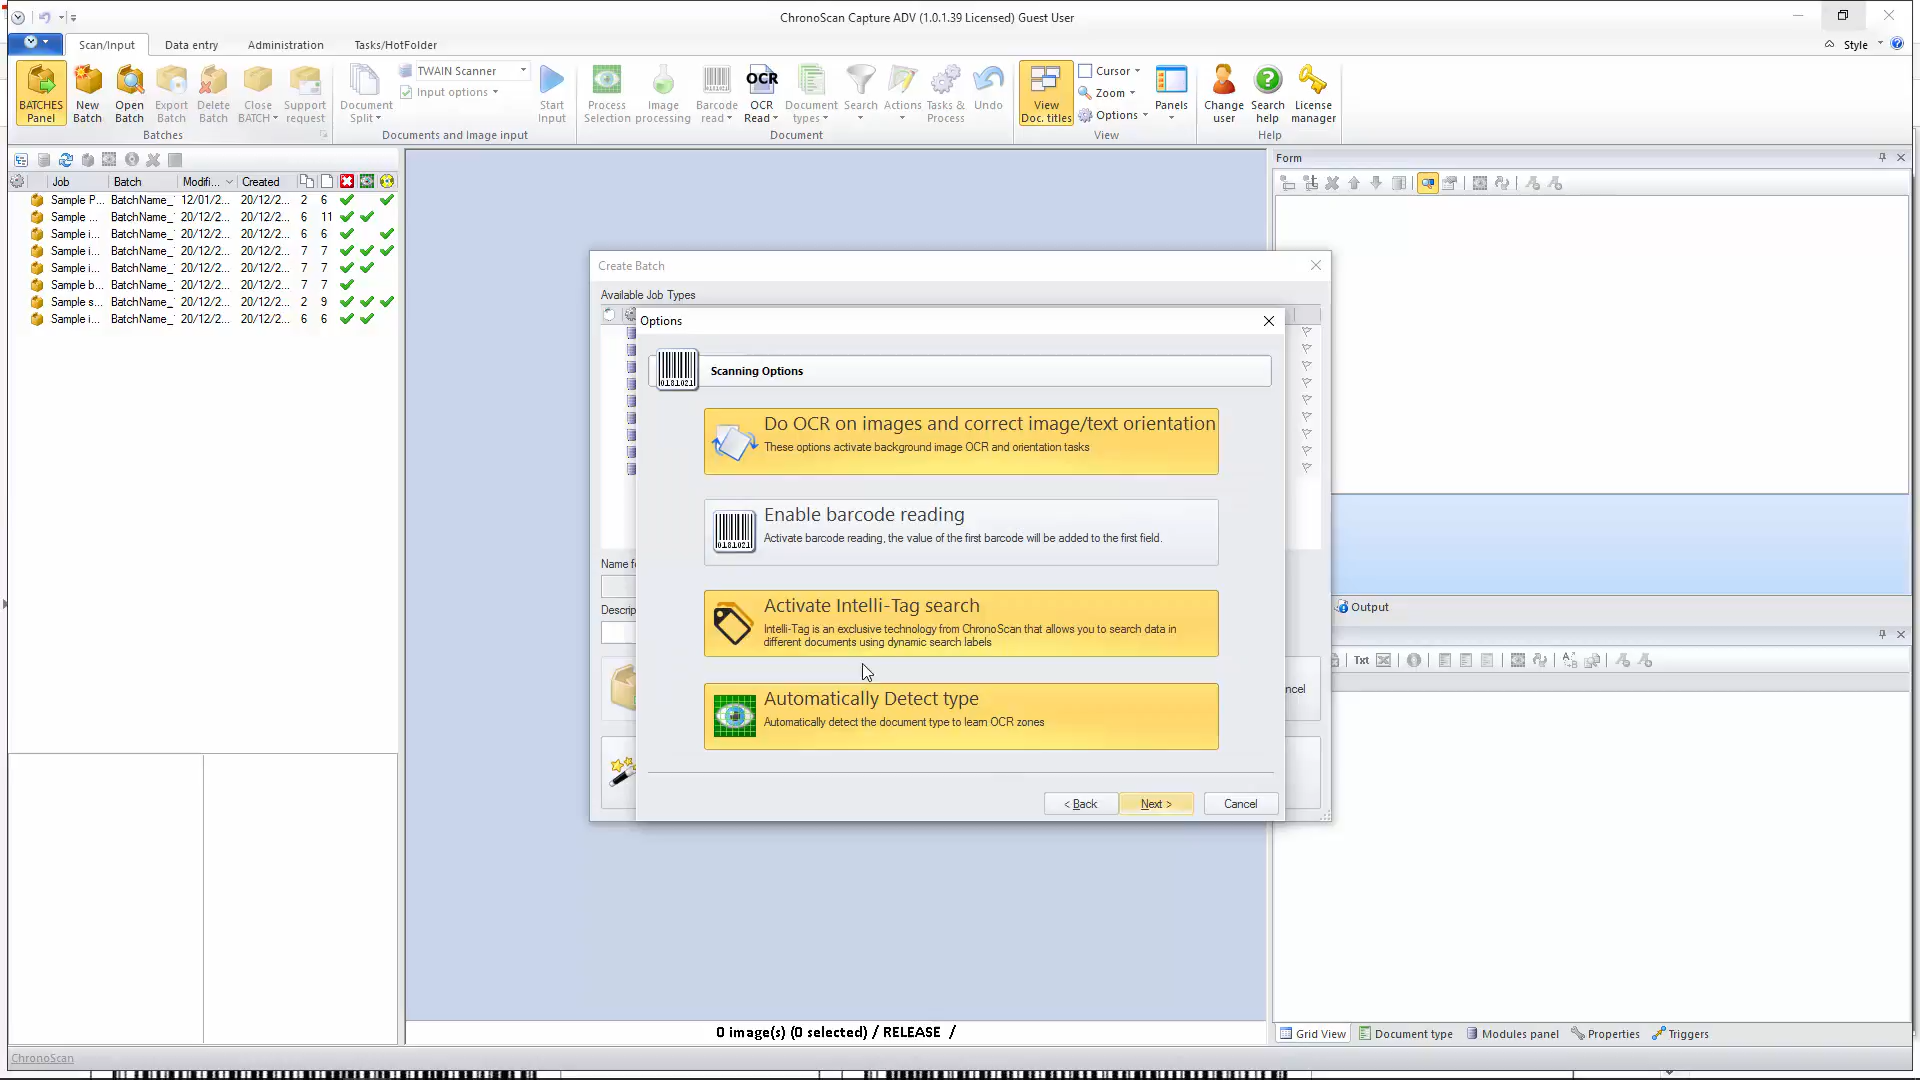 ChronoScan Capture ADV (1.0.1.39 Licensed) Guest User
Scan/Input
Data entry
Administration
Tasks/HotFolder
Style
BATCHES Panel
New Batch
Open Batch
Export Batch
Delete Batch
Close BATCH
Support request
Batches
Document Split
TWAIN Scanner
Input options
Start Input
Documents and Image input
Process Selection
Image processing
Barcode read
OCR
OCR Read
Document types
Search
Actions
Tasks & Process
Undo
Document
View Doc. titles
Cursor
Zoom
Options
Panels
View
Change user
Search help
License manager
Help
Job Batch Modifi... Created
Sample P... BatchName_ 12/01/2... 20/12/2... 2 6
Sample ... BatchName_ 20/12/2... 20/12/2... 6 11
Sample i... BatchName_ 20/12/2... 20/12/2... 6 6
Sample i... BatchName_ 20/12/2... 20/12/2... 7 7
Sample i... BatchName_ 20/12/2... 20/12/2... 7 7
Sample b... BatchName_ 20/12/2... 20/12/2... 7 7
Sample s... BatchName_ 20/12/2... 20/12/2... 2 9
Sample i... BatchName_ 20/12/2... 20/12/2... 6 6
Create Batch
Available Job Types
Options
Scanning Options
Do OCR on images and correct image/text orientation
These options activate background image OCR and orientation tasks
Enable barcode reading
Activate barcode reading, the value of the first barcode will be added to the first field.
Activate Intelli-Tag search
Intelli-Tag is an exclusive technology from ChronoScan that allows you to search data in
different documents using dynamic search labels
Automatically Detect type
Automatically detect the document type to learn OCR zones
< Back
Next >
Cancel
Name f
Descrip
ncel
Form
Output
Txt
0 image(s) (0 selected) / RELEASE /
Grid View
Document type
Modules panel
Properties
Triggers
ChronoScan